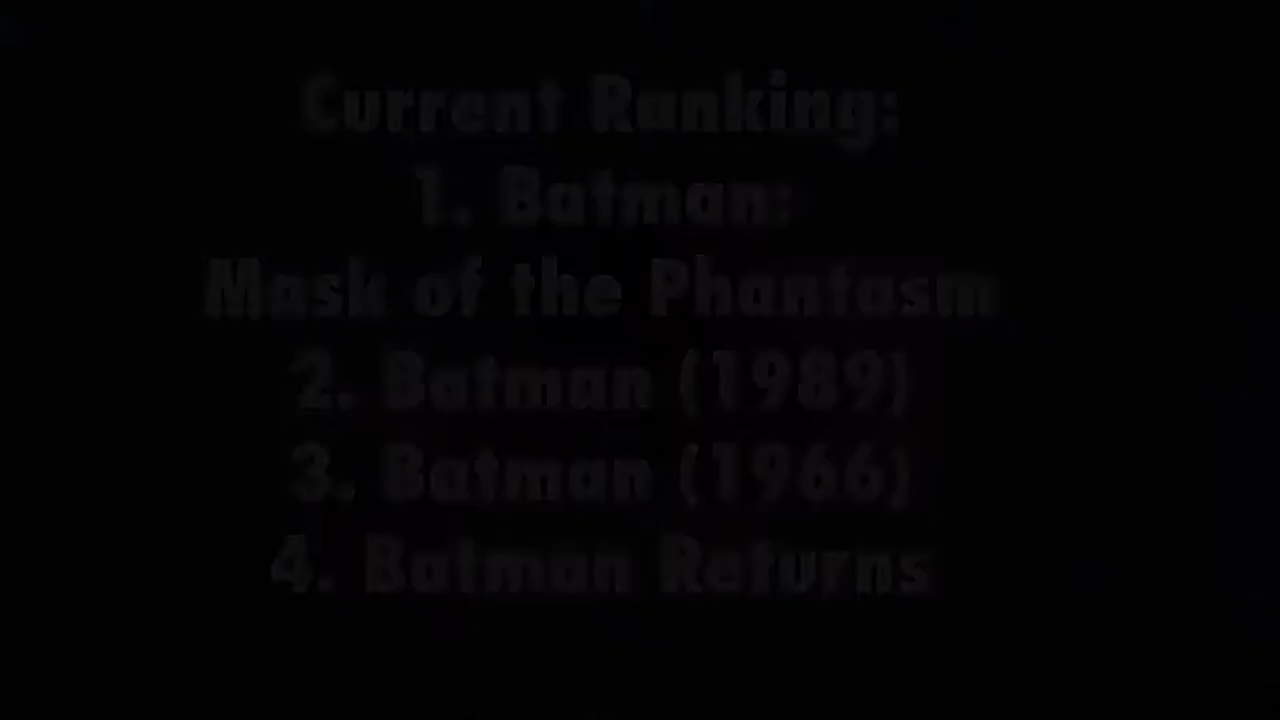 Current Ranking:
1. Batman:
Mask of the Phantasm
2. Batman (1989)
3. Batman (1966)
4. Batman Returns